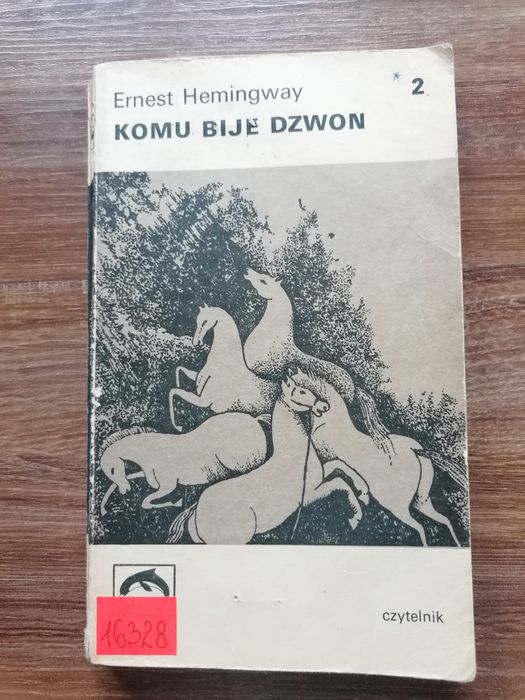 Ernest Hemingway
* 2
KOMU BIJE DZWON
czytelnik
16328